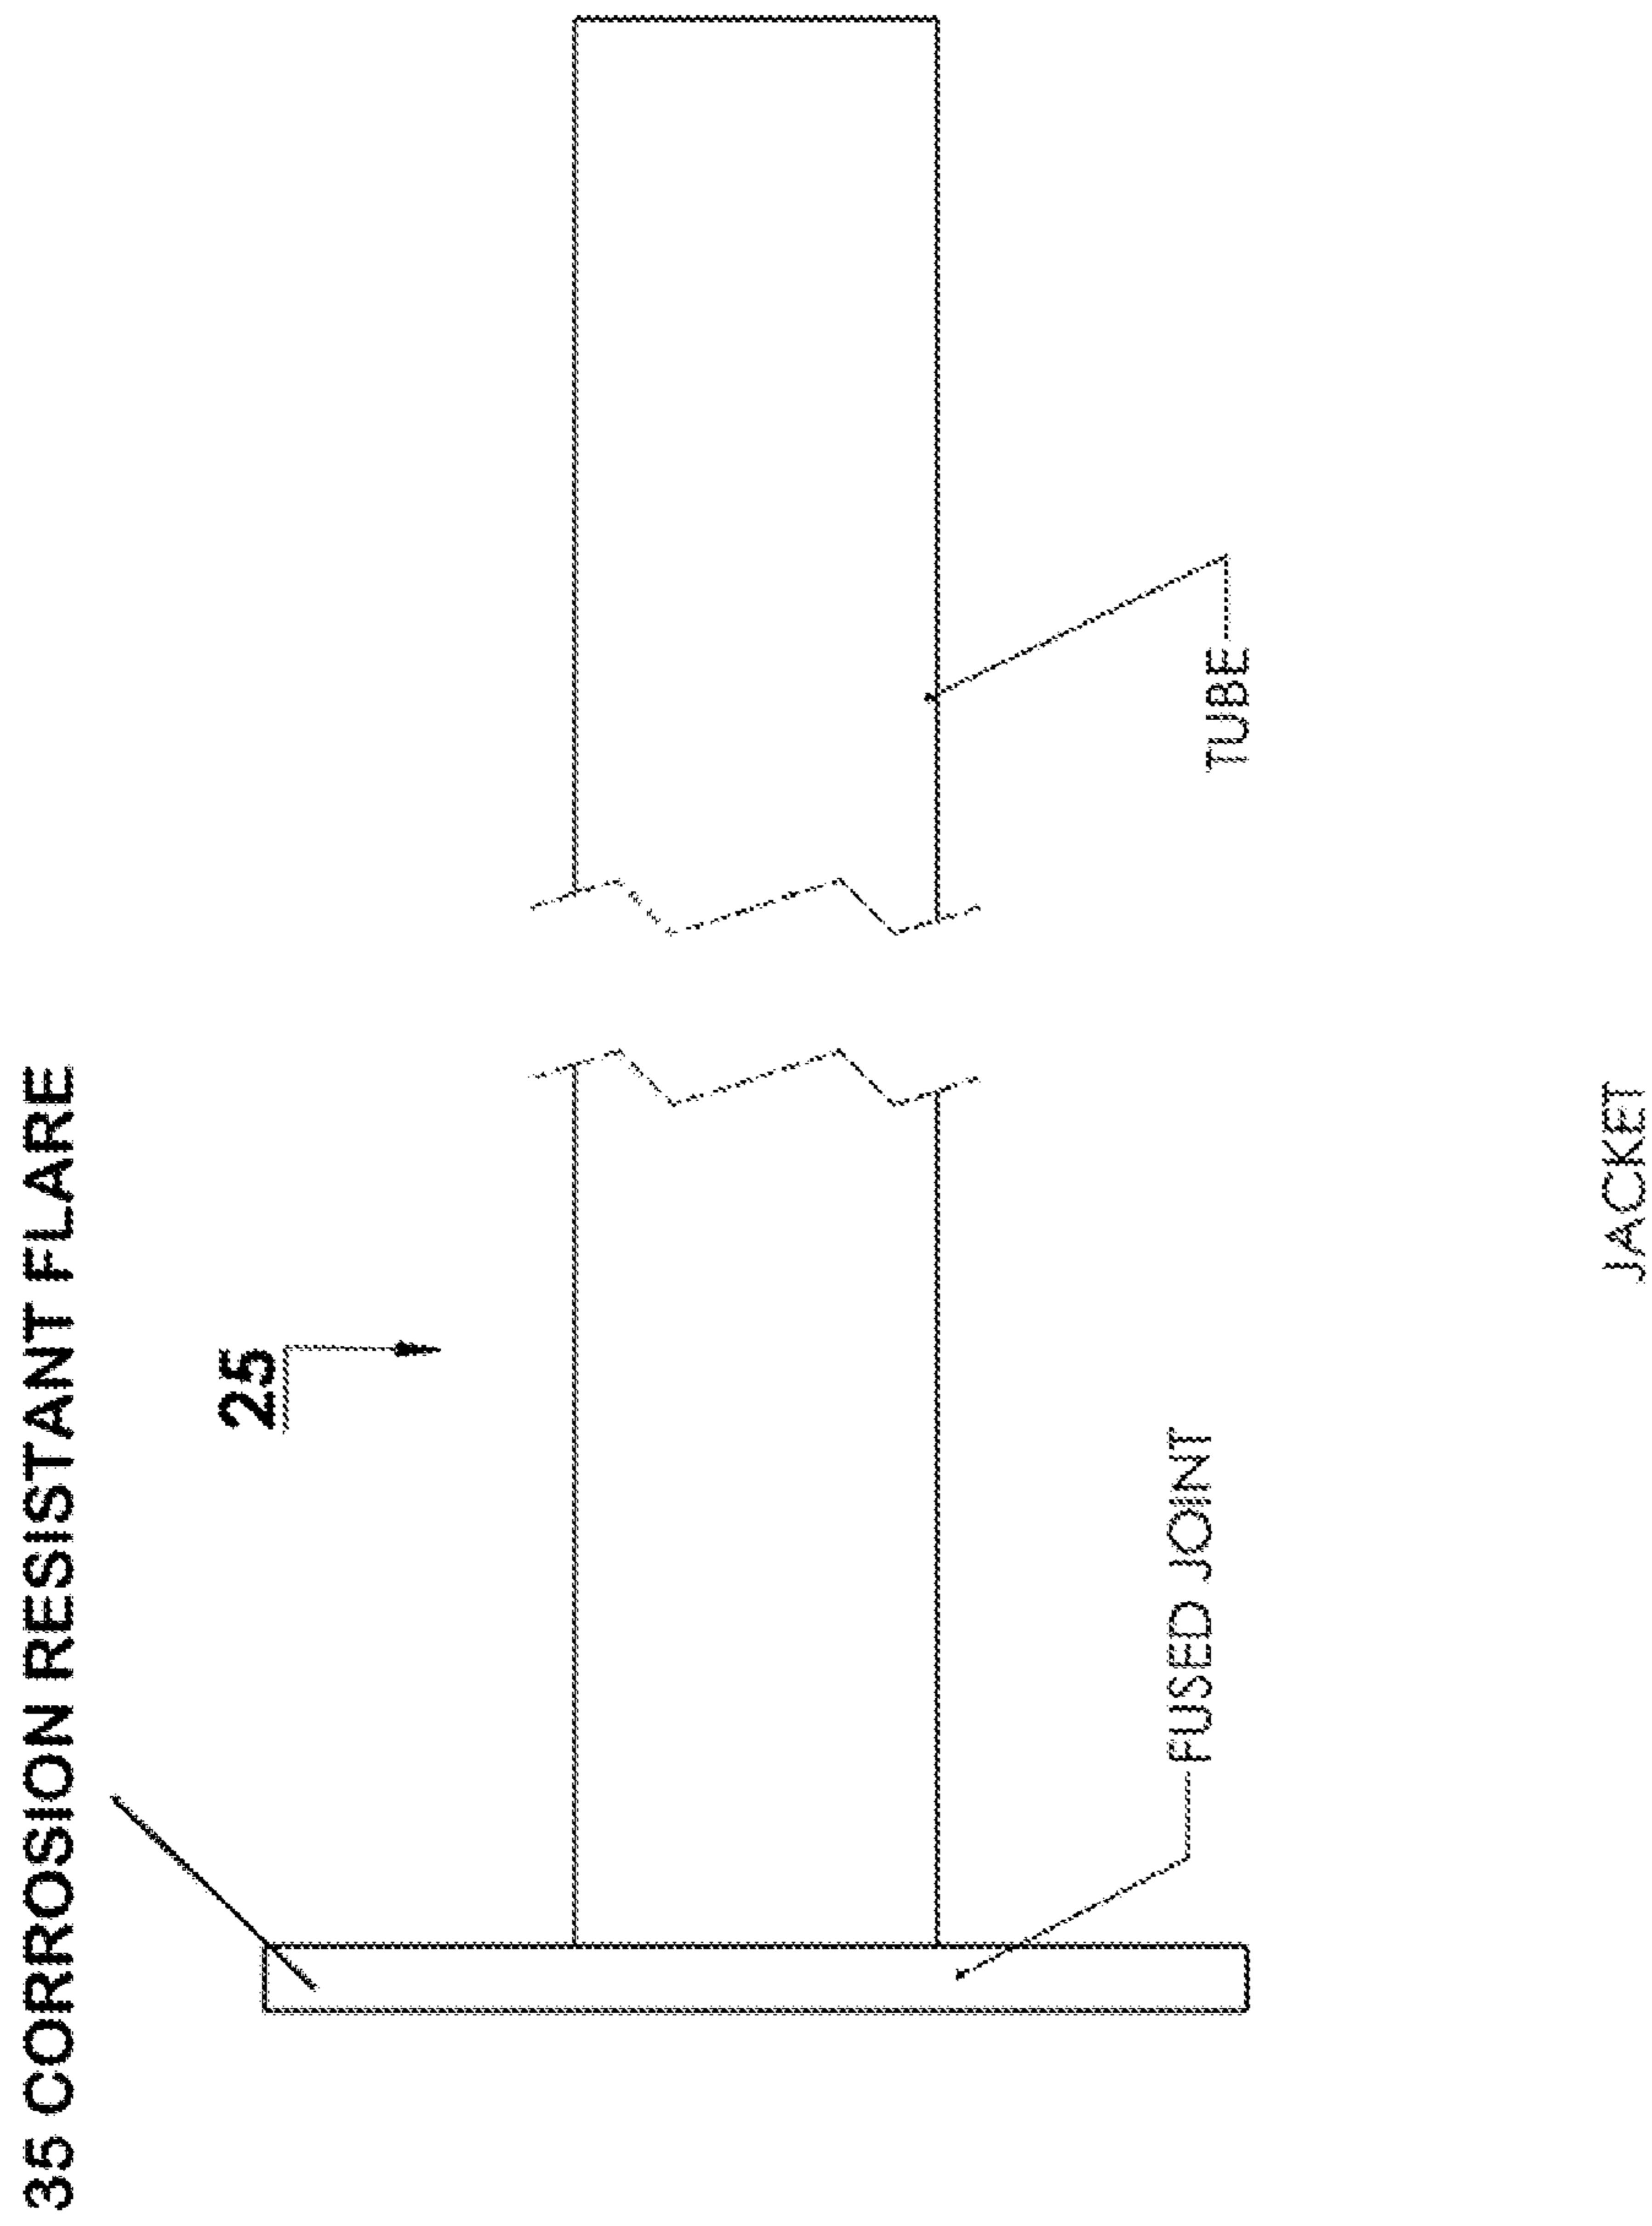 35 CORROSION RESISTANT FLARE
25
FUSED JOINT
TUBE
JACKET